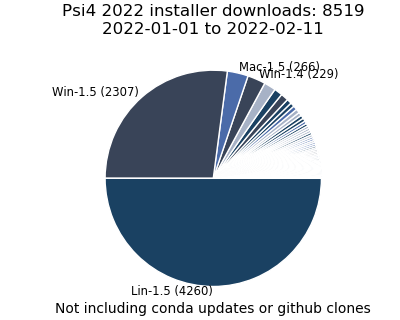 Psi4 2022 installer downloads: 8519
2022-01-01 to 2022-02-11
Mac-1.5 (266)
Win-1.4 (229)
Win-1.5 (2307)
Lin-1.5 (4260)
Not including conda updates or github clones